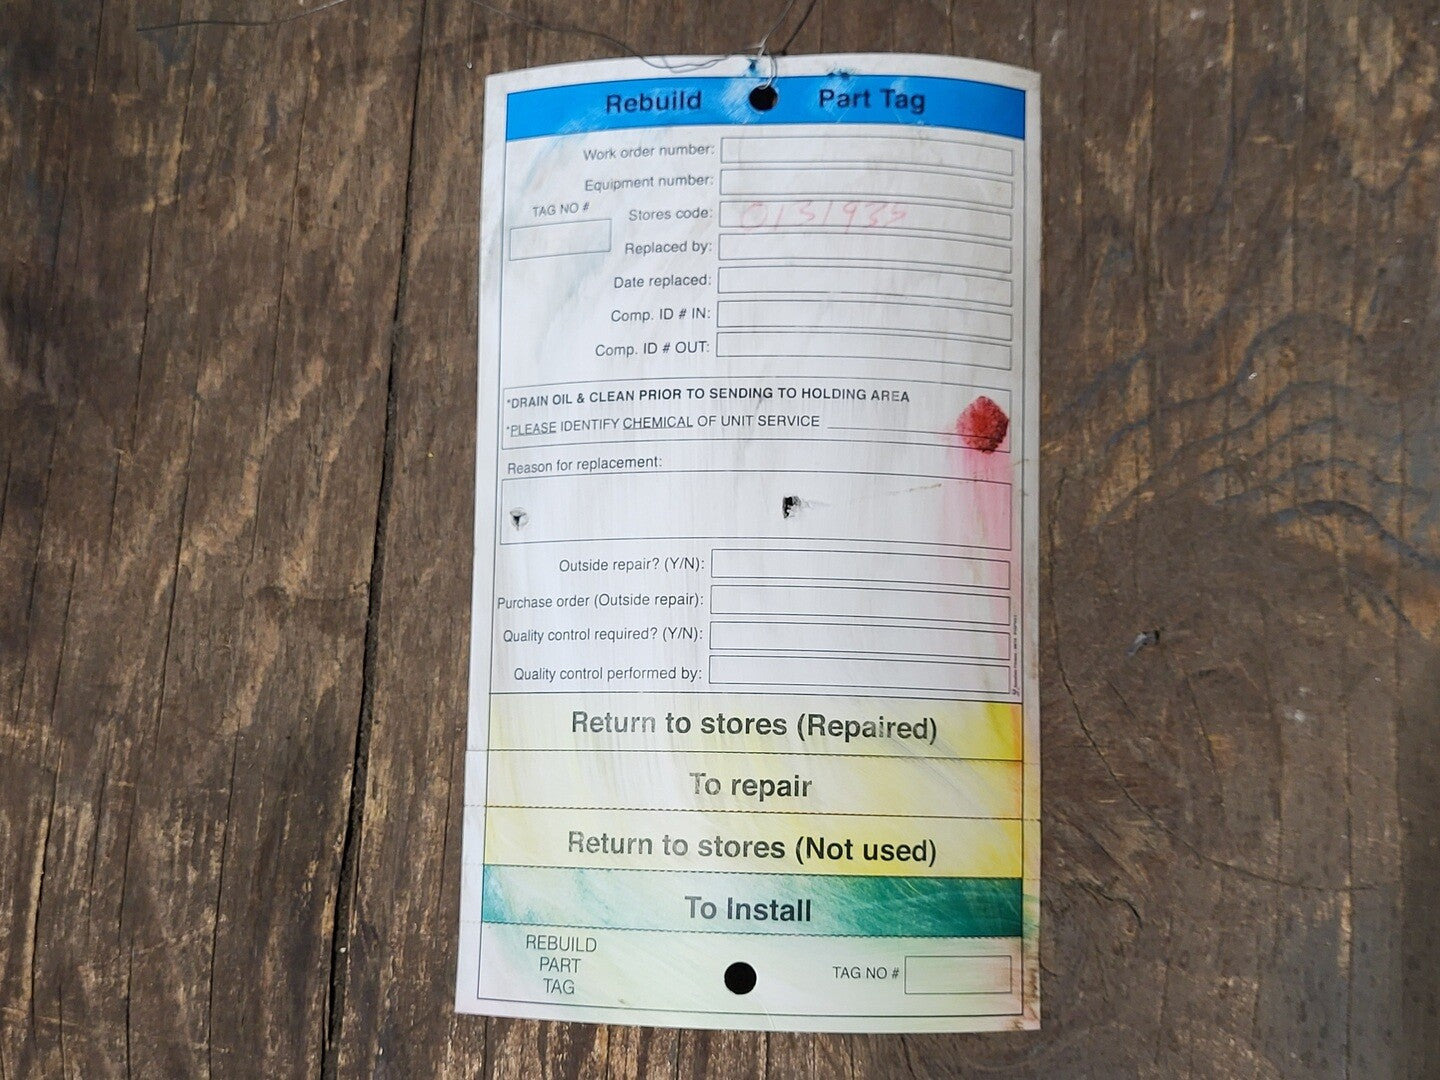 Rebuild Part Tag
Work order number:
Equipment number:
TAG NO #
Stores code: 0131935
Replaced by:
Date replaced:
Comp. ID # IN:
Comp. ID # OUT:
*DRAIN OIL & CLEAN PRIOR TO SENDING TO HOLDING AREA
*PLEASE IDENTIFY CHEMICAL OF UNIT SERVICE
Reason for replacement:
Outside repair? (Y/N):
Purchase order (Outside repair):
Quality control required? (Y/N):
Quality control performed by:
Return to stores (Repaired)
To repair
Return to stores (Not used)
To Install
REBUILD
PART
TAG
TAG NO #